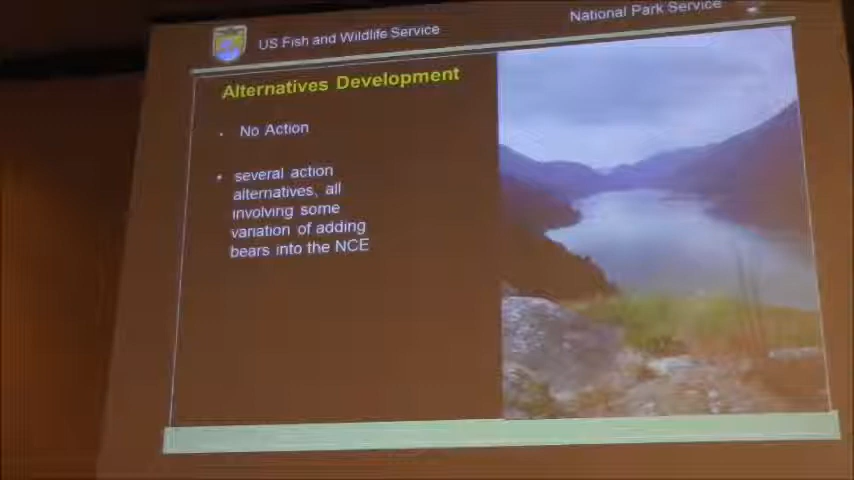 US Fish and Wildlife Service
National Park Service
Alternatives Development
• No Action
• several action
alternatives, all
involving some
variation of adding
bears into the NCE